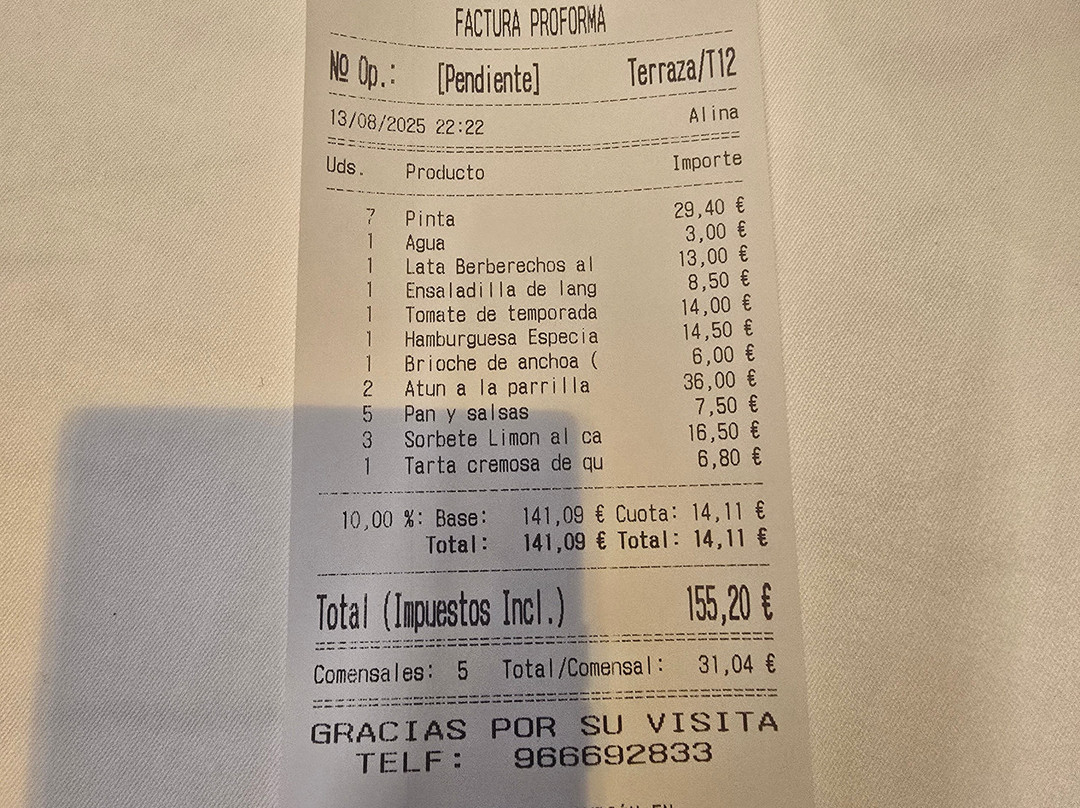 FACTURA PROFORMA
Nº Op.: [Pendiente] Terraza/T12
13/08/2025 22:22 Alina
Uds. Producto Importe
7 Pinta 29,40 €
1 Agua 3,00 €
1 Lata Berberechos al 13,00 €
1 Ensaladilla de lang 8,50 €
1 Tomate de temporada 14,00 €
1 Hamburguesa Especia 14,50 €
1 Brioche de anchoa ( 6,00 €
2 Atun a la parrilla 36,00 €
5 Pan y salsas 7,50 €
3 Sorbete Limon al ca 16,50 €
1 Tarta cremosa de qu 6,80 €
10,00 %: Base: 141,09 € Cuota: 14,11 €
Total: 141,09 € Total: 14,11 €
Total (Impuestos Incl.) 155,20 €
Comensales: 5 Total/Comensal: 31,04 €
GRACIAS POR SU VISITA
TELF: 966692833